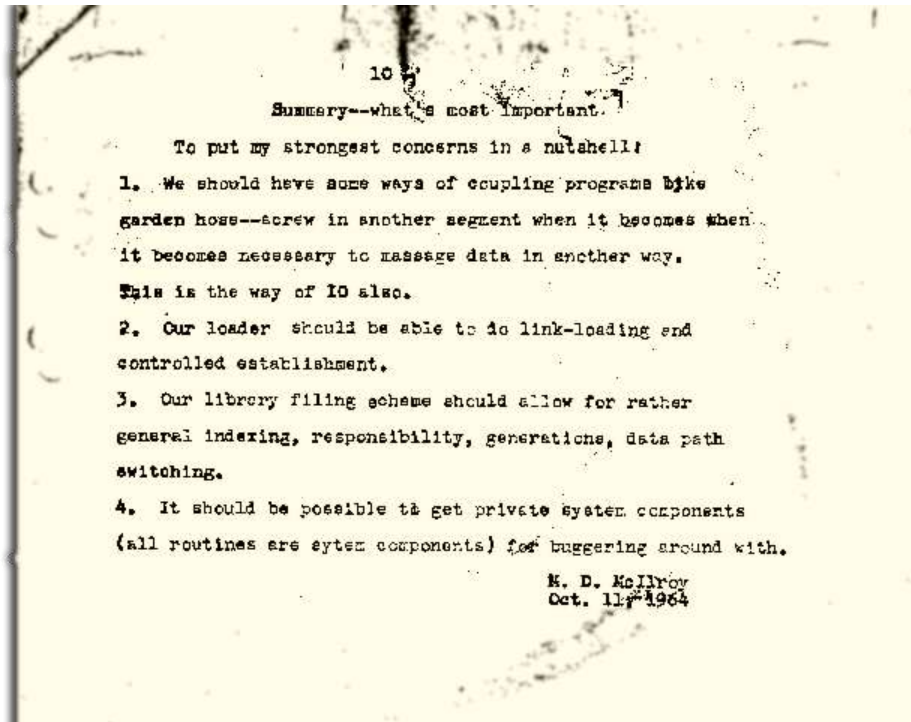 10
Summary--what's most important.
To put my strongest concerns in a nutshell:
1. We should have some ways of coupling programs like
garden hose--screw in another segment when it becomes when
it becomes necessary to massage data in another way.
This is the way of IO also.
2. Our loader should be able to do link-loading and
controlled establishment.
3. Our library filing scheme should allow for rather
general indexing, responsibility, generations, data path
switching.
4. It should be possible to get private system components
(all routines are sytem components) for buggering around with.
M. D. McIlroy
Oct. 11, 1964